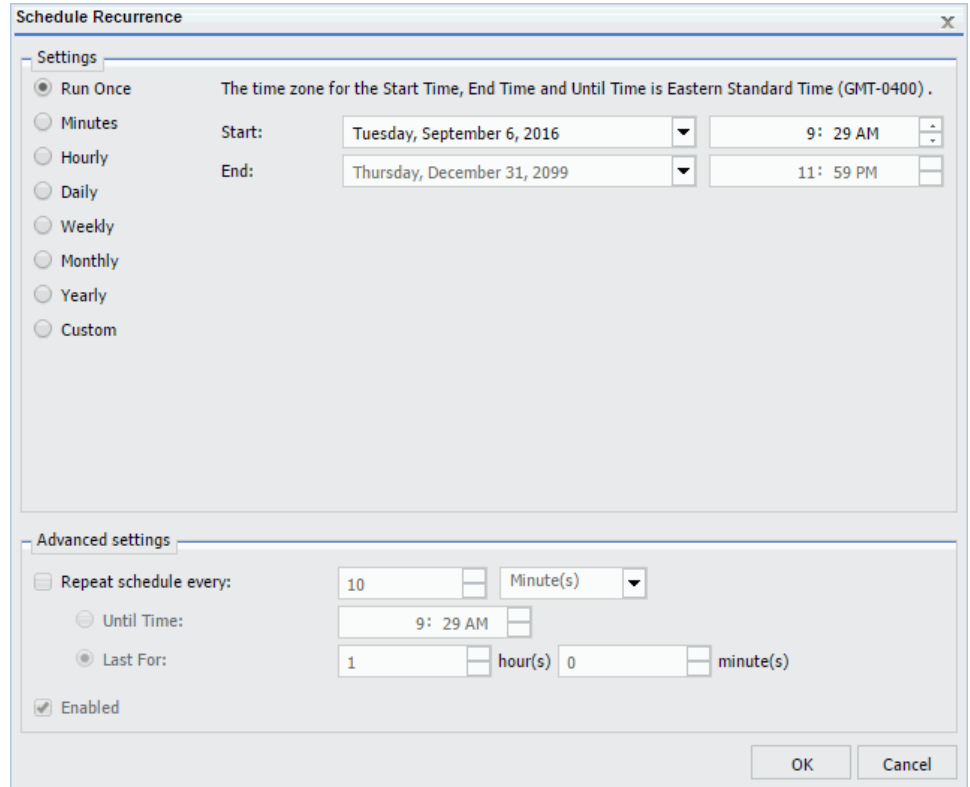 Schedule Recurrence
Settings
Run Once
The time zone for the Start Time, End Time and Until Time is Eastern Standard Time (GMT-0400) .
Minutes
Start: Tuesday, September 6, 2016 9: 29 AM
Hourly
End: Thursday, December 31, 2099 11: 59 PM
Daily
Weekly
Monthly
Yearly
Custom
Advanced settings
Repeat schedule every: 10 Minute(s)
Until Time: 9: 29 AM
Last For: 1 hour(s) 0 minute(s)
Enabled
OK Cancel